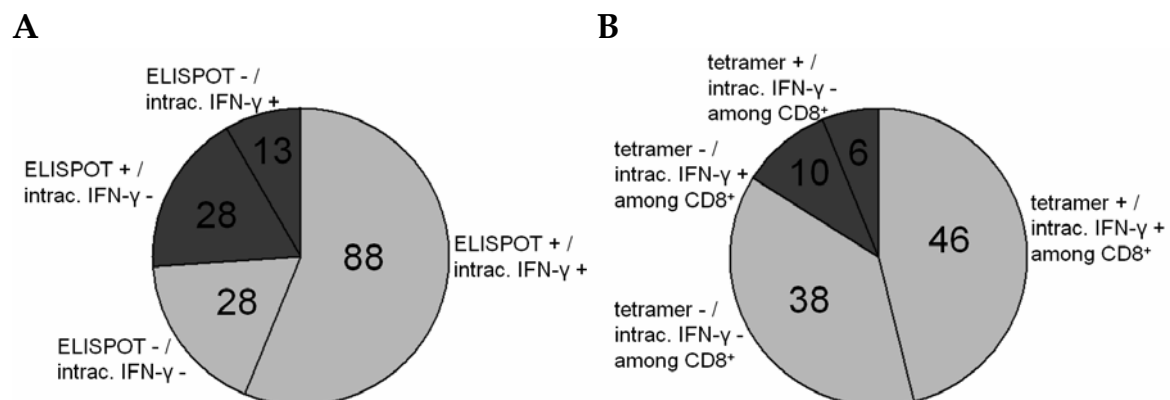 A
ELISPOT - /
intrac. IFN-γ +
13
ELISPOT + /
intrac. IFN-γ -
28
88
ELISPOT + /
intrac. IFN-γ +
28
ELISPOT - /
intrac. IFN-γ -
B
tetramer + /
intrac. IFN-γ -
among CD8⁺
6
tetramer - /
intrac. IFN-γ +
among CD8⁺
10
46
tetramer + /
intrac. IFN-γ +
among CD8⁺
38
tetramer - /
intrac. IFN-γ -
among CD8⁺